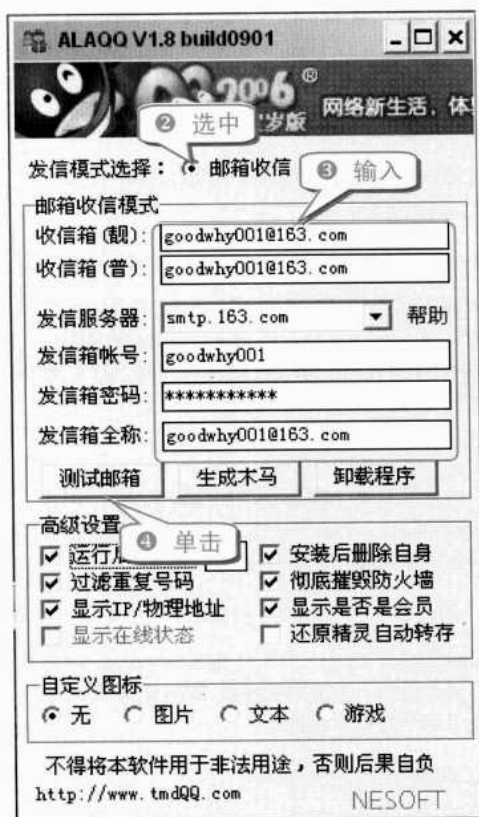 ALAQQ V1.8 build0901
2006®
网络新生活，体
岁版
❷ 选中
发信模式选择： 邮箱收信
❸ 输入
邮箱收信模式
收信箱(靓): goodwhy001@163.com
收信箱(普): goodwhy001@163.com
发信服务器: smtp.163.com 帮助
发信箱帐号: goodwhy001
发信箱密码: ***********
发信箱全称: goodwhy001@163.com
测试邮箱 生成木马 卸载程序
❹ 单击
高级设置
运行 安装后删除自身
过滤重复号码 彻底摧毁防火墙
显示IP/物理地址 显示是否是会员
显示在线状态 还原精灵自动转存
自定义图标
无 图片 文本 游戏
不得将本软件用于非法用途，否则后果自负
http://www.tmdQQ.com NESOFT